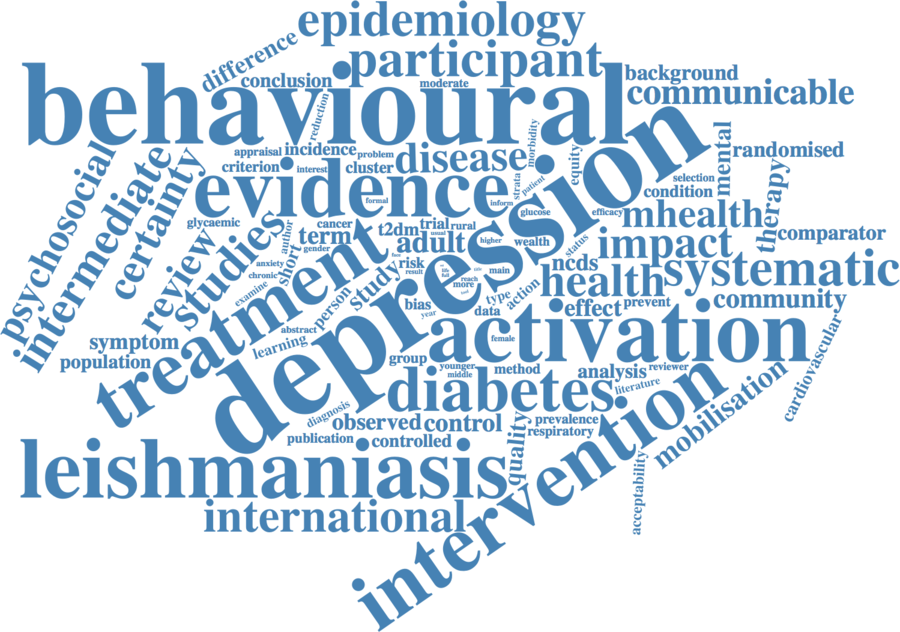 epidemiology
difference
participant
conclusion
moderate
background
behavioural
communicable
reduction
appraisal
incidence
problem
disease
morbidity
equity
mental
randomised
psychosocial
intermediate
certainty
criterion
interest
cluster
strata
patient
selection
condition
evidence
formal
inform
depression
glucose
efficacy
mhealth
therapy
comparator
glycaemic
review
studies
author
short
cancer
term
gender
t2dm
trial
rural
usual
adult
higher
wealth
status
impact
anxiety
chronic
examine
treatment
person
study
risk
result
reach
more
main
type
action
ncds
health
systematic
bias
year
data
effect
prevent
community
symptom
population
abstract
learning
female
activation
cardiovascular
group
younger
middle
method
analysis
reviewer
literature
diabetes
mobilisation
diagnosis
observed
control
quality
prevalence
respiratory
publication
controlled
leishmaniasis
intervention
acceptability
international